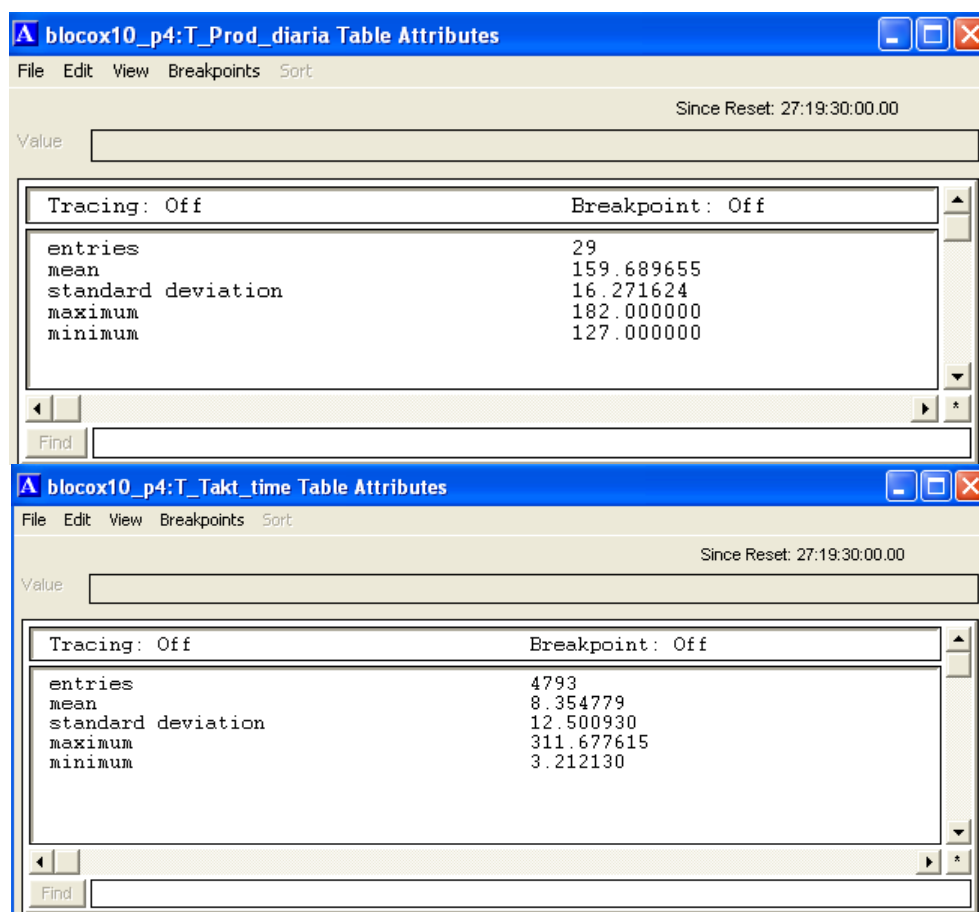 A blocox10_p4:T_Prod_diaria Table Attributes
File Edit View Breakpoints Sort
Since Reset: 27:19:30:00.00
Value
Tracing: Off Breakpoint: Off
entries 29
mean 159.689655
standard deviation 16.271624
maximum 182.000000
minimum 127.000000
*
Find
A blocox10_p4:T_Takt_time Table Attributes
File Edit View Breakpoints Sort
Since Reset: 27:19:30:00.00
Value
Tracing: Off Breakpoint: Off
entries 4793
mean 8.354779
standard deviation 12.500930
maximum 311.677615
minimum 3.212130
*
Find